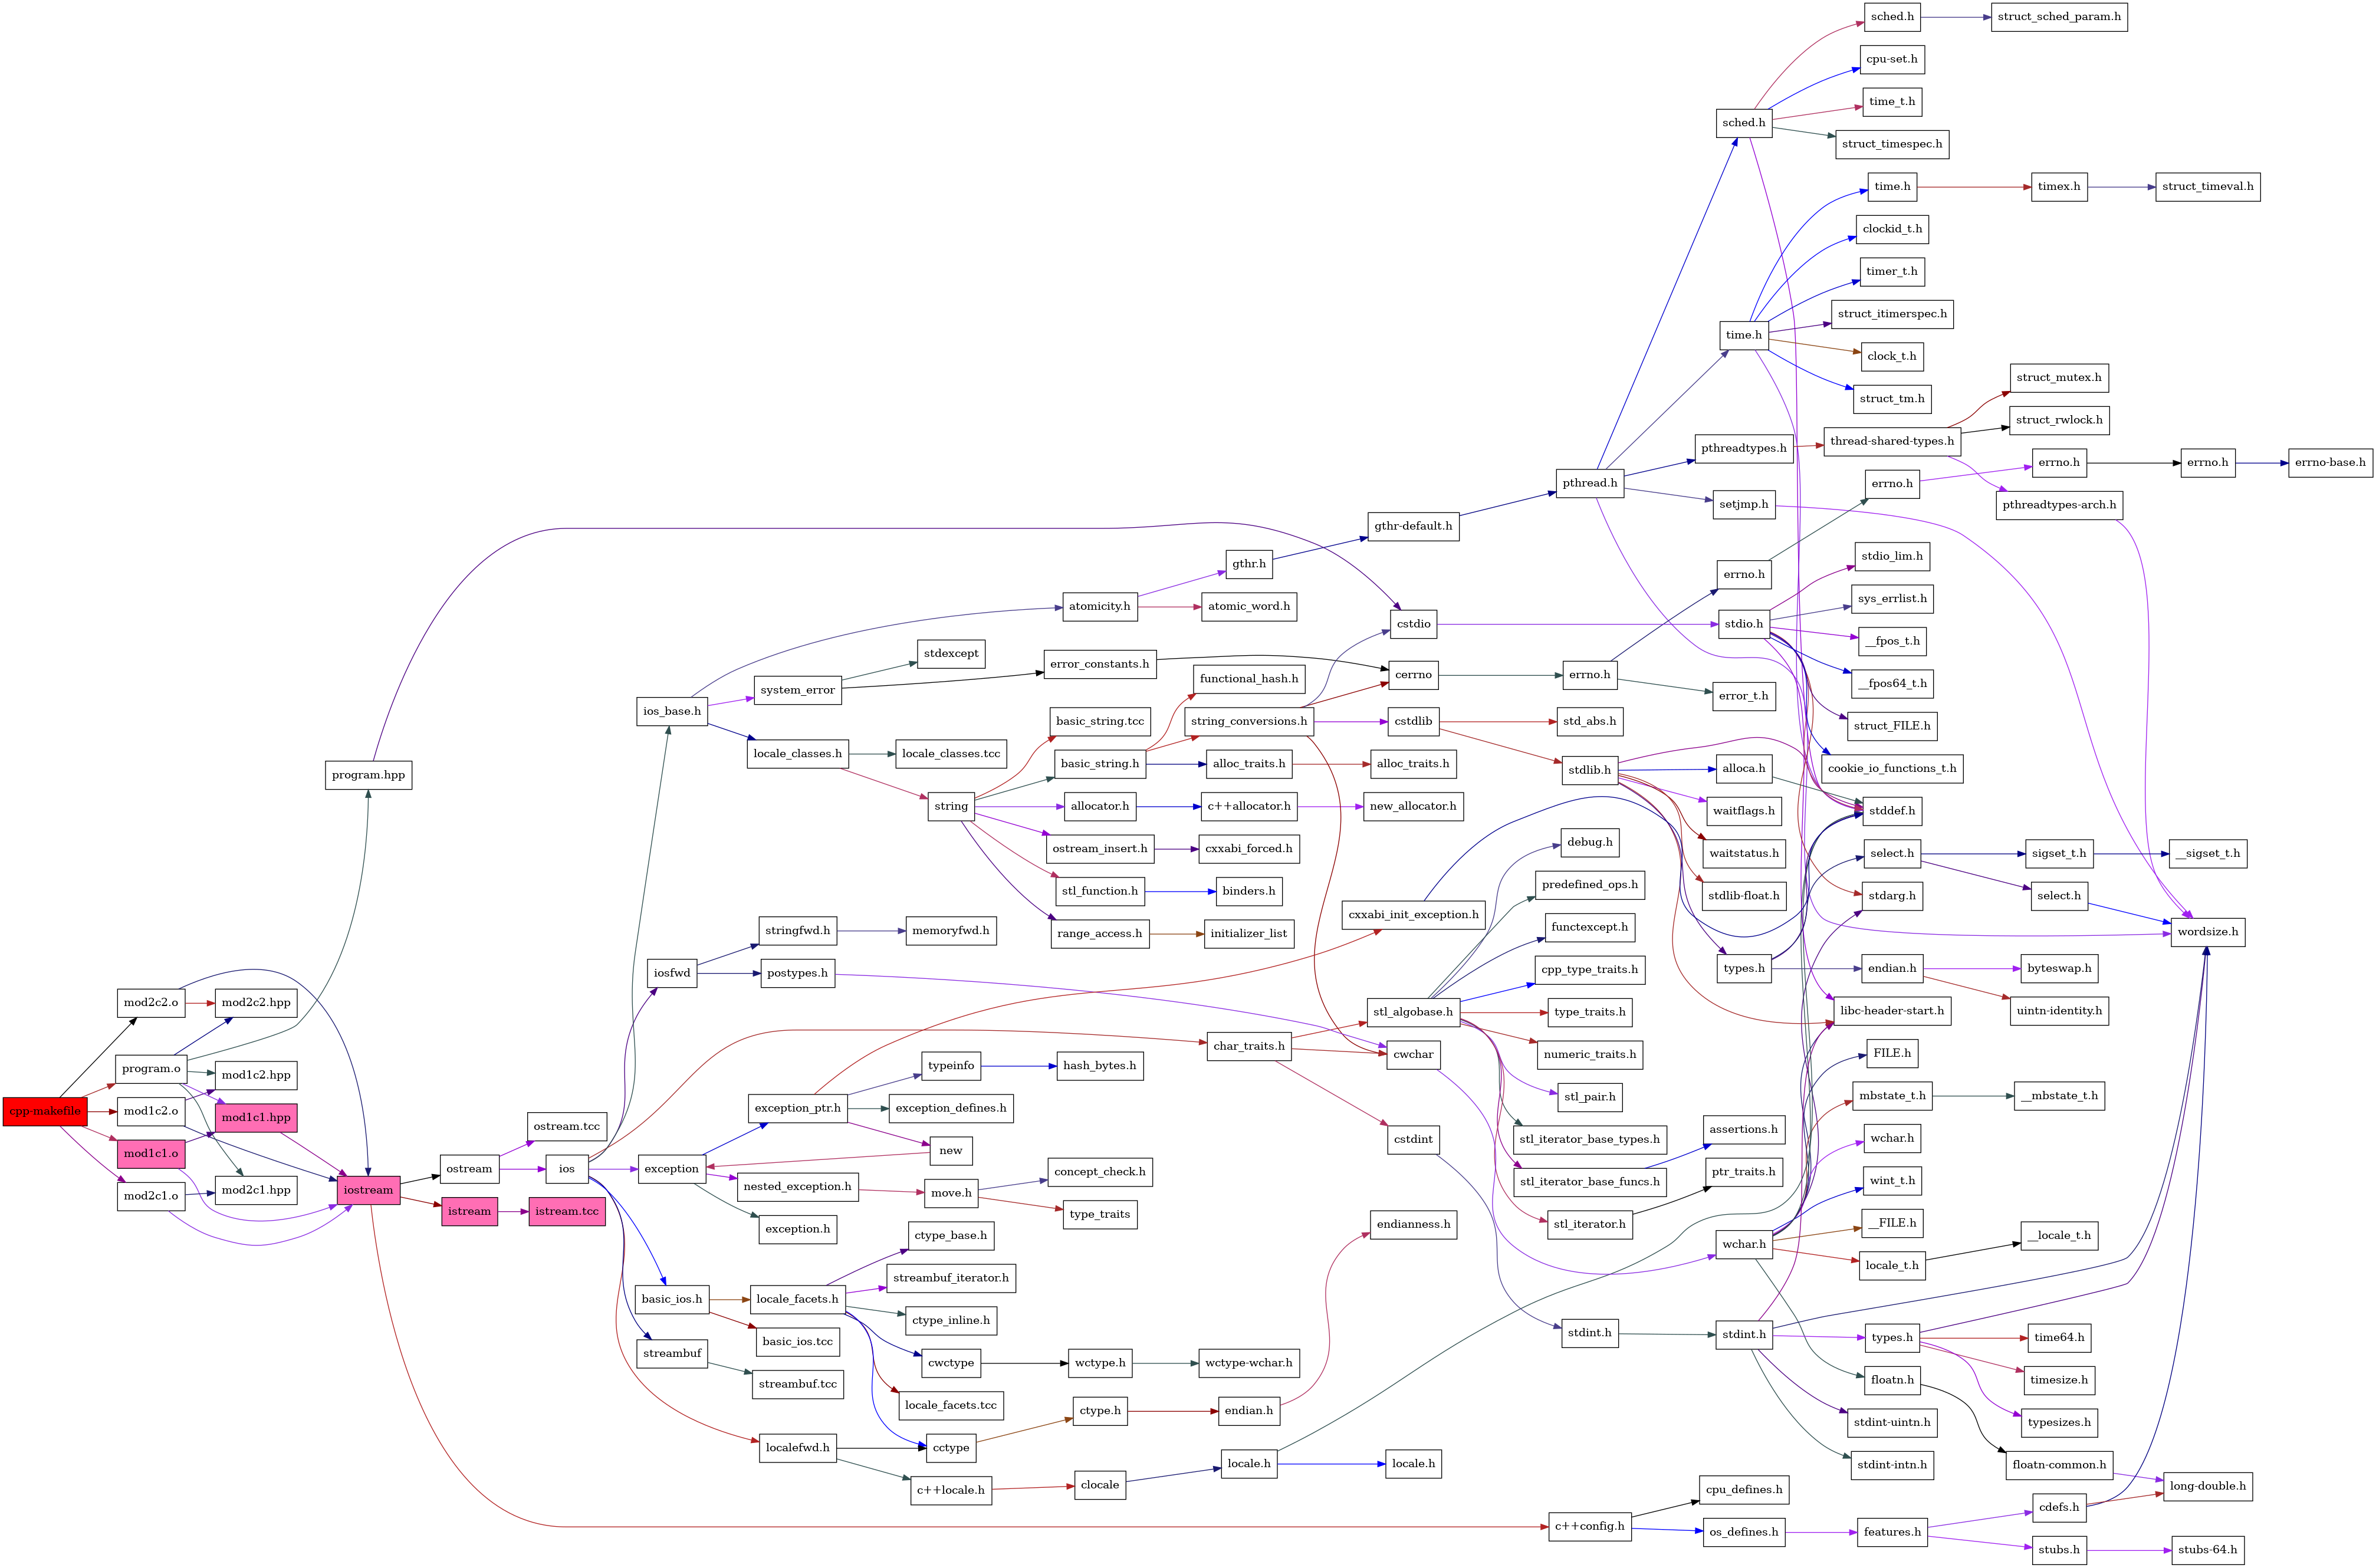 cpp-makefile
mod2c2.o
program.o
mod1c2.o
mod1c1.o
mod2c1.o
mod2c2.hpp
mod1c2.hpp
mod1c1.hpp
mod2c1.hpp
program.hpp
iostream
ostream
istream
ostream.tcc
ios
istream.tcc
ios_base.h
iosfwd
exception
basic_ios.h
streambuf
system_error
locale_classes.h
stringfwd.h
postypes.h
exception_ptr.h
nested_exception.h
exception.h
locale_facets.h
basic_ios.tcc
streambuf.tcc
localefwd.h
stdexcept
locale_classes.tcc
string
memoryfwd.h
typeinfo
exception_defines.h
new
move.h
ctype_base.h
streambuf_iterator.h
ctype_inline.h
cwctype
locale_facets.tcc
cctype
c++locale.h
atomicity.h
error_constants.h
basic_string.tcc
basic_string.h
allocator.h
ostream_insert.h
stl_function.h
range_access.h
hash_bytes.h
concept_check.h
type_traits
wctype.h
ctype.h
clocale
gthr.h
atomic_word.h
functional_hash.h
string_conversions.h
alloc_traits.h
c++allocator.h
cxxabi_forced.h
binders.h
initializer_list
char_traits.h
wctype-wchar.h
endian.h
locale.h
gthr-default.h
cstdio
cerrno
cstdlib
alloc_traits.h
new_allocator.h
cxxabi_init_exception.h
stl_algobase.h
cwchar
cstdint
endianness.h
locale.h
pthread.h
errno.h
std_abs.h
stdlib.h
debug.h
predefined_ops.h
functexcept.h
cpp_type_traits.h
type_traits.h
numeric_traits.h
stl_pair.h
stl_iterator_base_types.h
stl_iterator_base_funcs.h
stl_iterator.h
stdint.h
c++config.h
sched.h
time.h
pthreadtypes.h
setjmp.h
errno.h
stdio.h
error_t.h
alloca.h
waitflags.h
waitstatus.h
stdlib-float.h
types.h
assertions.h
ptr_traits.h
wchar.h
stdint.h
cpu_defines.h
os_defines.h
sched.h
cpu-set.h
time_t.h
struct_timespec.h
time.h
clockid_t.h
timer_t.h
struct_itimerspec.h
clock_t.h
struct_tm.h
thread-shared-types.h
errno.h
stdio_lim.h
sys_errlist.h
__fpos_t.h
__fpos64_t.h
struct_FILE.h
cookie_io_functions_t.h
stddef.h
select.h
stdarg.h
endian.h
libc-header-start.h
FILE.h
mbstate_t.h
wchar.h
wint_t.h
__FILE.h
locale_t.h
types.h
floatn.h
stdint-uintn.h
stdint-intn.h
features.h
struct_sched_param.h
timex.h
struct_mutex.h
struct_rwlock.h
errno.h
pthreadtypes-arch.h
sigset_t.h
select.h
byteswap.h
uintn-identity.h
__mbstate_t.h
__locale_t.h
time64.h
timesize.h
typesizes.h
floatn-common.h
cdefs.h
stubs.h
struct_timeval.h
errno.h
__sigset_t.h
wordsize.h
long-double.h
stubs-64.h
errno-base.h